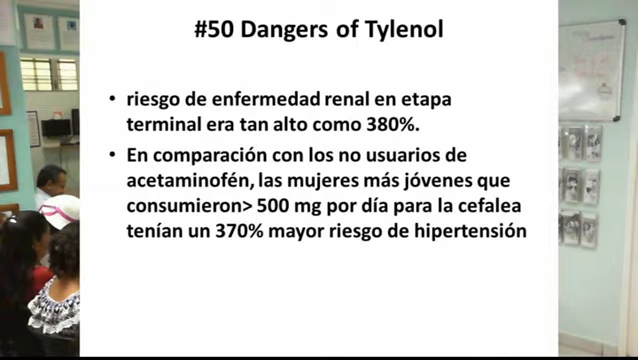 #50 Dangers of Tylenol
• riesgo de enfermedad renal en etapa
terminal era tan alto como 380%.
• En comparación con los no usuarios de
acetaminofén, las mujeres más jóvenes que
consumieron> 500 mg por día para la cefalea
tenían un 370% mayor riesgo de hipertensión